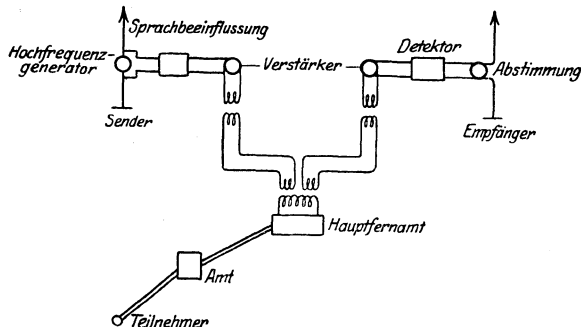 Sprachbeeinflussung
Hochfrequenz-
generator
Verstärker
Detektor
Abstimmung
Sender
Empfänger
Hauptfernamt
Amt
Teilnehmer